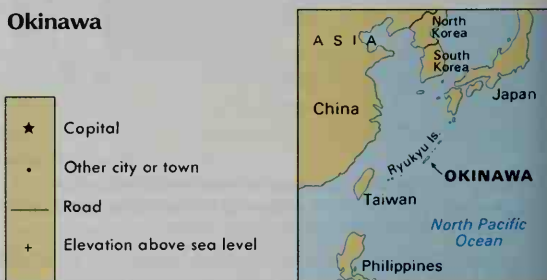 Okinawa
★ Copital
• Other city or town
Road
+ Elevation above sea level
ASIA
North
Korea
South
Korea
China
Japan
Ryukyu Is.
OKINAWA
Taiwan
North Pacific
Ocean
Philippines